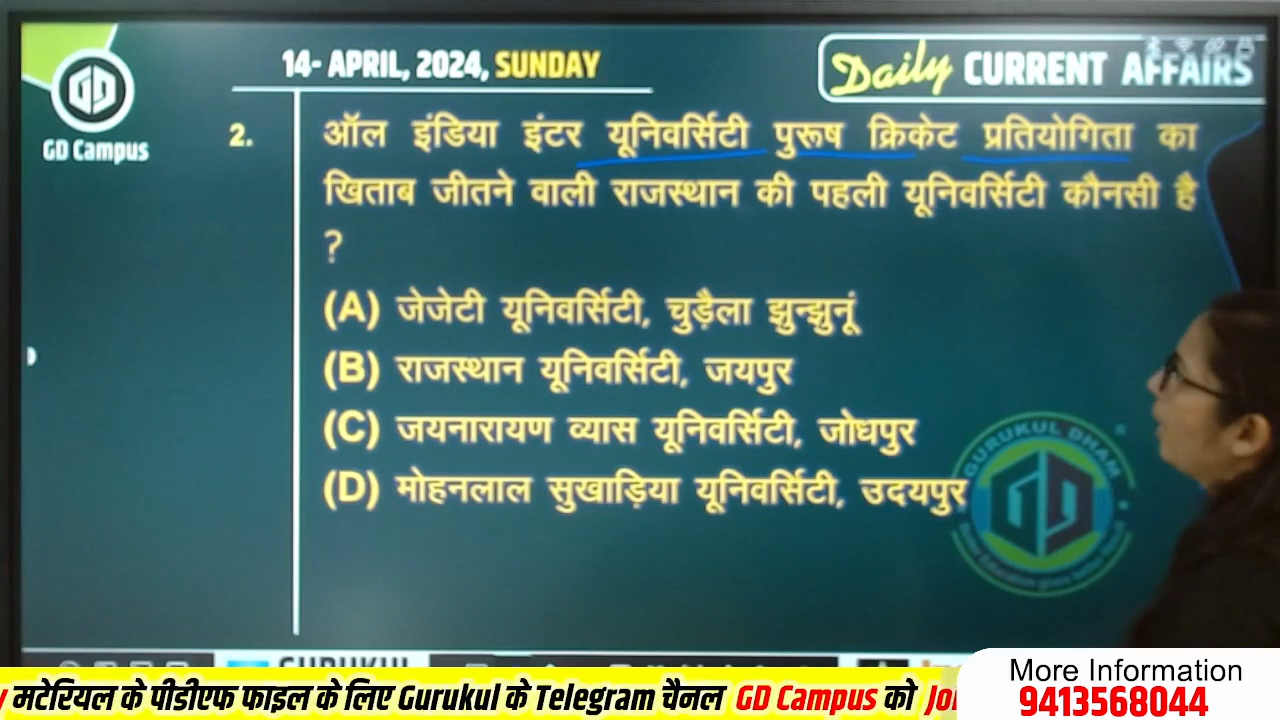 14- APRIL, 2024, SUNDAY
Daily CURRENT AFFAIRS
GD Campus
2. ऑल इंडिया इंटर यूनिवर्सिटी पुरूष क्रिकेट प्रतियोगिता का
खिताब जीतने वाली राजस्थान की पहली यूनिवर्सिटी कौनसी है
?
(A) जेजेटी यूनिवर्सिटी, चुड़ैला झुन्झुनूं
(B) राजस्थान यूनिवर्सिटी, जयपुर
(C) जयनारायण व्यास यूनिवर्सिटी, जोधपुर
(D) मोहनलाल सुखाड़िया यूनिवर्सिटी, उदयपुर
GURUKUL DHAM
GURUKUL
मटेरियल के पीडीएफ फाइल के लिए Gurukul के Telegram चैनल GD Campus को
More Information
9413568044